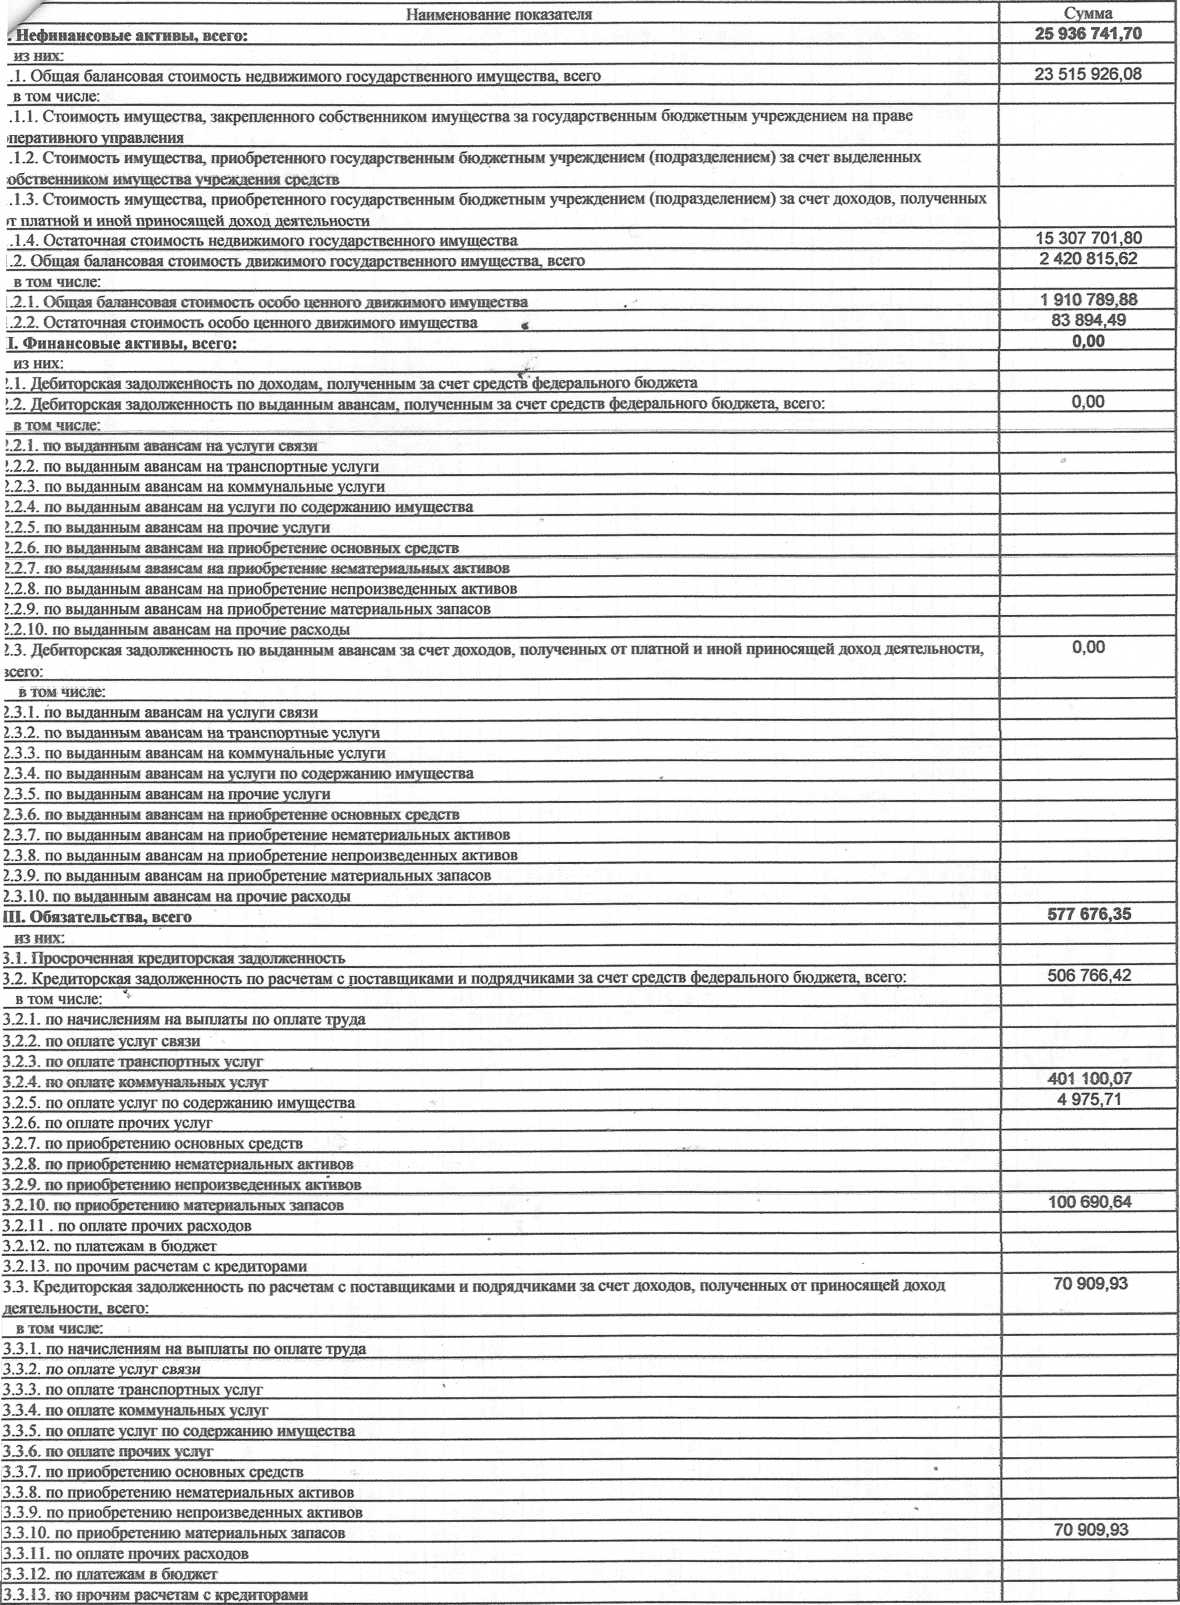 Наименование показателя Сумма
. Нефинансовые активы, всего: 25 936 741,70
из них:
.1. Общая балансовая стоимость недвижимого государственного имущества, всего 23 515 926,08
в том числе:
.1.1. Стоимость имущества, закрепленного собственником имущества за государственным бюджетным учреждением на праве
оперативного управления
.1.2. Стоимость имущества, приобретенного государственным бюджетным учреждением (подразделением) за счет выделенных
собственником имущества учреждения средств
.1.3. Стоимость имущества, приобретенного государственным бюджетным учреждением (подразделением) за счет доходов, полученных
от платной и иной приносящей доход деятельности
.1.4. Остаточная стоимость недвижимого государственного имущества 15 307 701,80
1.2. Общая балансовая стоимость движимого государственного имущества, всего 2 420 815,62
в том числе:
1.2.1. Общая балансовая стоимость особо ценного движимого имущества 1 910 789,88
1.2.2. Остаточная стоимость особо ценного движимого имущества 83 894,49
II. Финансовые активы, всего: 0,00
из них:
2.1. Дебиторская задолженность по доходам, полученным за счет средств федерального бюджета
2.2. Дебиторская задолженность по выданным авансам, полученным за счет средств федерального бюджета, всего: 0,00
в том числе:
2.2.1. по выданным авансам на услуги связи
2.2.2. по выданным авансам на транспортные услуги
2.2.3. по выданным авансам на коммунальные услуги
2.2.4. по выданным авансам на услуги по содержанию имущества
2.2.5. по выданным авансам на прочие услуги
2.2.6. по выданным авансам на приобретение основных средств
2.2.7. по выданным авансам на приобретение нематериальных активов
2.2.8. по выданным авансам на приобретение непроизведенных активов
2.2.9. по выданным авансам на приобретение материальных запасов
2.2.10. по выданным авансам на прочие расходы
2.3. Дебиторская задолженность по выданным авансам за счет доходов, полученных от платной и иной приносящей доход деятельности, 0,00
всего:
в том числе:
2.3.1. по выданным авансам на услуги связи
2.3.2. по выданным авансам на транспортные услуги
2.3.3. по выданным авансам на коммунальные услуги
2.3.4. по выданным авансам на услуги по содержанию имущества
2.3.5. по выданным авансам на прочие услуги
2.3.6. по выданным авансам на приобретение основных средств
2.3.7. по выданным авансам на приобретение нематериальных активов
2.3.8. по выданным авансам на приобретение непроизведенных активов
2.3.9. по выданным авансам на приобретение материальных запасов
2.3.10. по выданным авансам на прочие расходы
III. Обязательства, всего 577 676,35
из них:
3.1. Просроченная кредиторская задолженность
3.2. Кредиторская задолженность по расчетам с поставщиками и подрядчиками за счет средств федерального бюджета, всего: 506 766,42
в том числе:
3.2.1. по начислениям на выплаты по оплате труда
3.2.2. по оплате услуг связи
3.2.3. по оплате транспортных услуг
3.2.4. по оплате коммунальных услуг 401 100,07
3.2.5. по оплате услуг по содержанию имущества 4 975,71
3.2.6. по оплате прочих услуг
3.2.7. по приобретению основных средств
3.2.8. по приобретению нематериальных активов
3.2.9. по приобретению непроизведенных активов
3.2.10. по приобретению материальных запасов 100 690,64
3.2.11 . по оплате прочих расходов
3.2.12. по платежам в бюджет
3.2.13. по прочим расчетам с кредиторами
3.3. Кредиторская задолженность по расчетам с поставщиками и подрядчиками за счет доходов, полученных от приносящей доход 70 909,93
деятельности, всего:
в том числе:
3.3.1. по начислениям на выплаты по оплате труда
3.3.2. по оплате услуг связи
3.3.3. по оплате транспортных услуг
3.3.4. по оплате коммунальных услуг
3.3.5. по оплате услуг по содержанию имущества
3.3.6. по оплате прочих услуг
3.3.7. по приобретению основных средств
3.3.8. по приобретению нематериальных активов
3.3.9. по приобретению непроизведенных активов
3.3.10. по приобретению материальных запасов 70 909,93
3.3.11. по оплате прочих расходов
3.3.12. по платежам в бюджет
3.3.13. по прочим расчетам с кредиторами